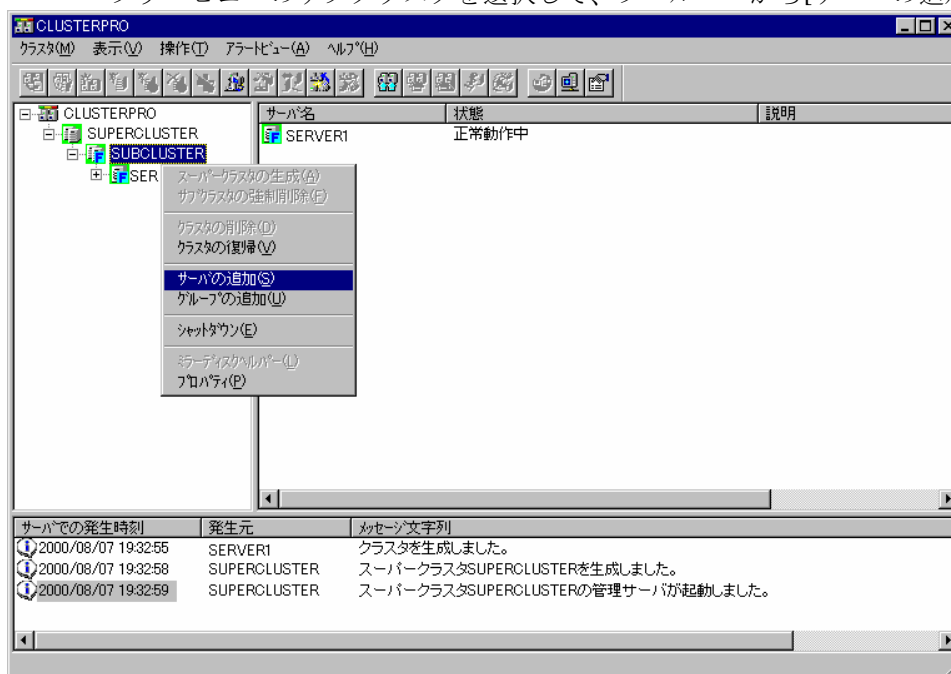 CLUSTERPRO
クラスタ(M) 表示(V) 操作(T) アラートビュー(A) ヘルプ(H)
CLUSTERPRO
SUPERCLUSTER
SUBCLUSTER
SER
サーバ名 状態 説明
SERVER1 正常動作中
スーパークラスタの生成(A)
サブクラスタの強制削除(F)
クラスタの削除(D)
クラスタの復帰(V)
サーバの追加(S)
グループの追加(U)
シャットダウン(E)
ミラーディスクヘルパー(L)
プロパティ(P)
サーバでの発生時刻 発生元 メッセージ文字列
2000/08/07 19:32:55 SERVER1 クラスタを生成しました。
2000/08/07 19:32:58 SUPERCLUSTER スーパークラスタSUPERCLUSTERを生成しました。
2000/08/07 19:32:59 SUPERCLUSTER スーパークラスタSUPERCLUSTERの管理サーバが起動しました。